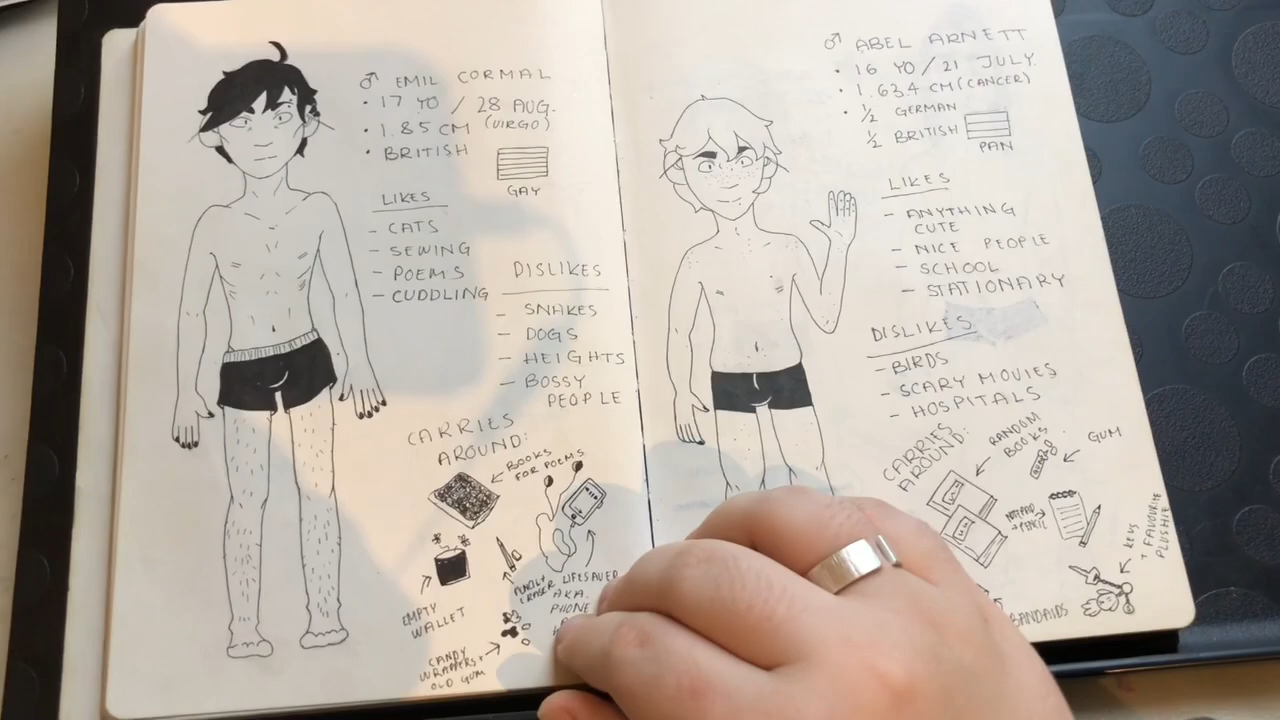 ♂ EMIL CORMAL
• 17 YO / 28 AUG.
(VIRGO)
• 1.85 CM
• BRITISH
GAY
LIKES
- CATS
- SEWING
- POEMS
- CUDDLING
DISLIKES
- SNAKES
- DOGS
- HEIGHTS
- BOSSY
PEOPLE
CARRIES
AROUND:
BOOKS
FOR POEMS
EMPTY
WALLET
ERASER
LIFESAVER
AKA.
PHONE
CANDY
WRAPPERS+
OLD GUM
♂ ABEL ARNETT
• 16 YO / 21 JULY.
• 1.634 CM (CANCER)
• 1/2 GERMAN
1/2 BRITISH
PAN
LIKES
- ANYTHING
CUTE
- NICE PEOPLE
- SCHOOL
- STATIONARY
DISLIKES
- BIRDS
- SCARY MOVIES
- HOSPITALS
CARRIES
AROUND:
RANDOM
BOOKS
GUM
NOTEPAD
+ PENCIL
KEYS
+ FAVOURITE
PLUSHIE
BANDAIDS